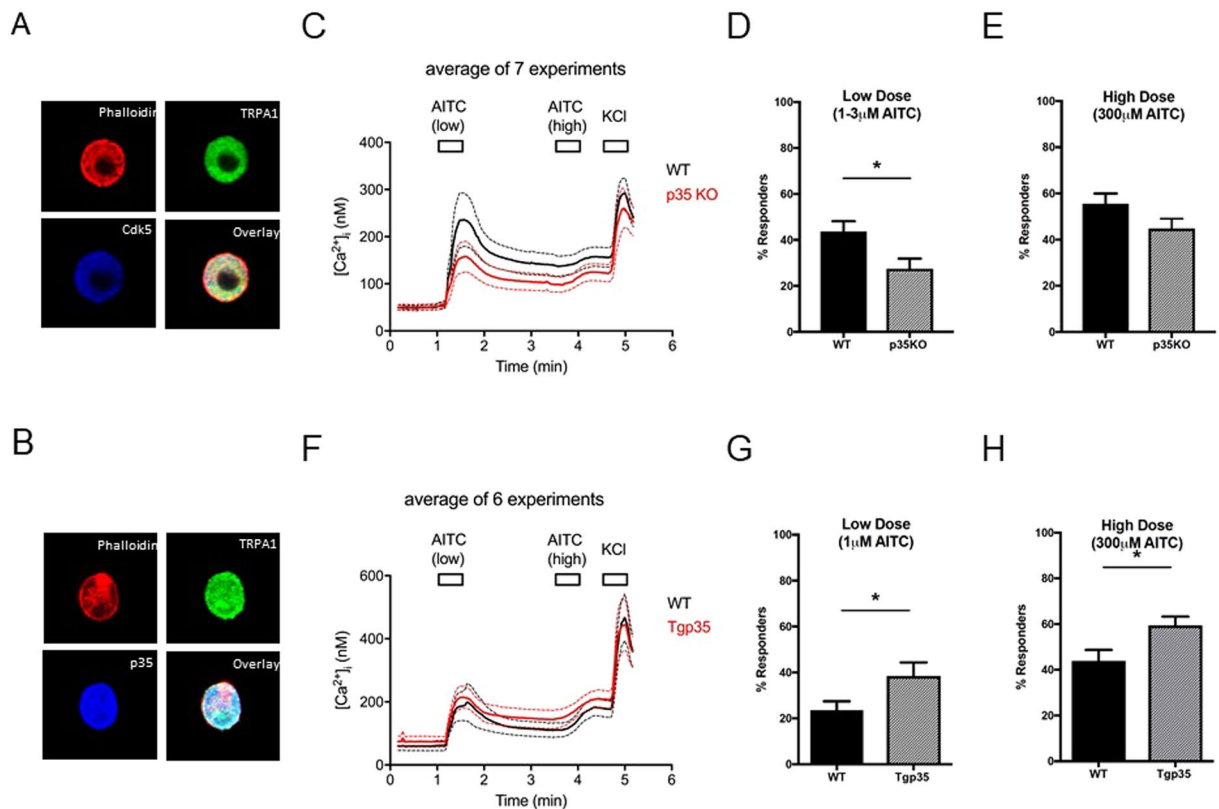 A
Phalloidin
TRPA1
Cdk5
Overlay
C
average of 7 experiments
AITC
(low)
AITC
(high)
KCl
WT
p35 KO
[Ca²⁺]ᵢ (nM)
400
300
200
100
0
0 1 2 3 4 5 6
Time (min)
D
Low Dose
(1-3μM AITC)
*
% Responders
100
80
60
40
20
0
WT p35KO
E
High Dose
(300μM AITC)
% Responders
100
80
60
40
20
0
WT p35KO
B
Phalloidin
TRPA1
p35
Overlay
F
average of 6 experiments
AITC
(low)
AITC
(high)
KCl
WT
Tgp35
[Ca²⁺]ᵢ (nM)
600
400
200
0
0 1 2 3 4 5 6
Time (min)
G
Low Dose
(1μM AITC)
*
% Responders
100
80
60
40
20
0
WT Tgp35
H
High Dose
(300μM AITC)
*
% Responders
100
80
60
40
20
0
WT Tgp35